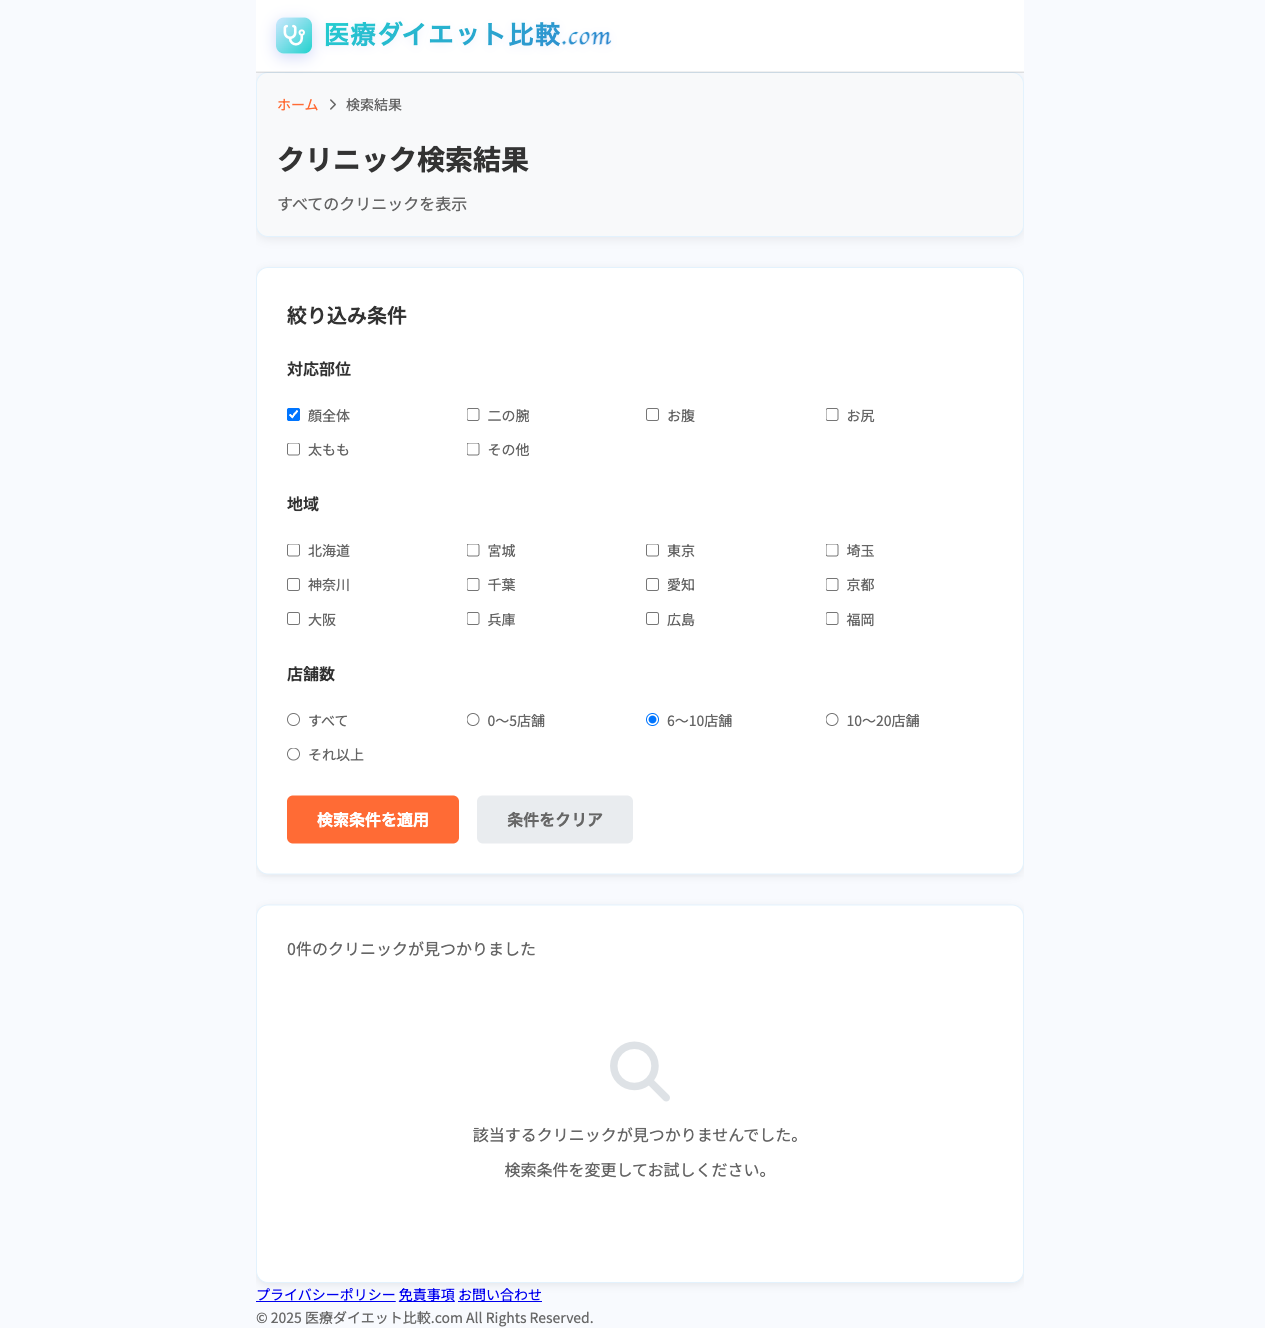 医療ダイエット比較.com
ホーム 検索結果
クリニック検索結果
すべてのクリニックを表示
絞り込み条件
対応部位
顔全体 二の腕 お腹 お尻
太もも その他
地域
北海道 宮城 東京 埼玉
神奈川 千葉 愛知 京都
大阪 兵庫 広島 福岡
店舗数
すべて 0〜5店舗 6〜10店舗 10〜20店舗
それ以上
検索条件を適用 条件をクリア
0件のクリニックが見つかりました
該当するクリニックが見つかりませんでした。
検索条件を変更してお試しください。
プライバシーポリシー 免責事項 お問い合わせ
© 2025 医療ダイエット比較.com All Rights Reserved.